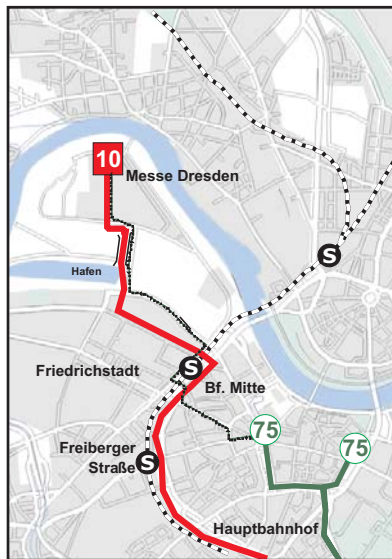 10
Messe Dresden
S
Hafen
Friedrichstadt
S
Bf. Mitte
75
75
Freiberger
Straße
S
Hauptbahnhof